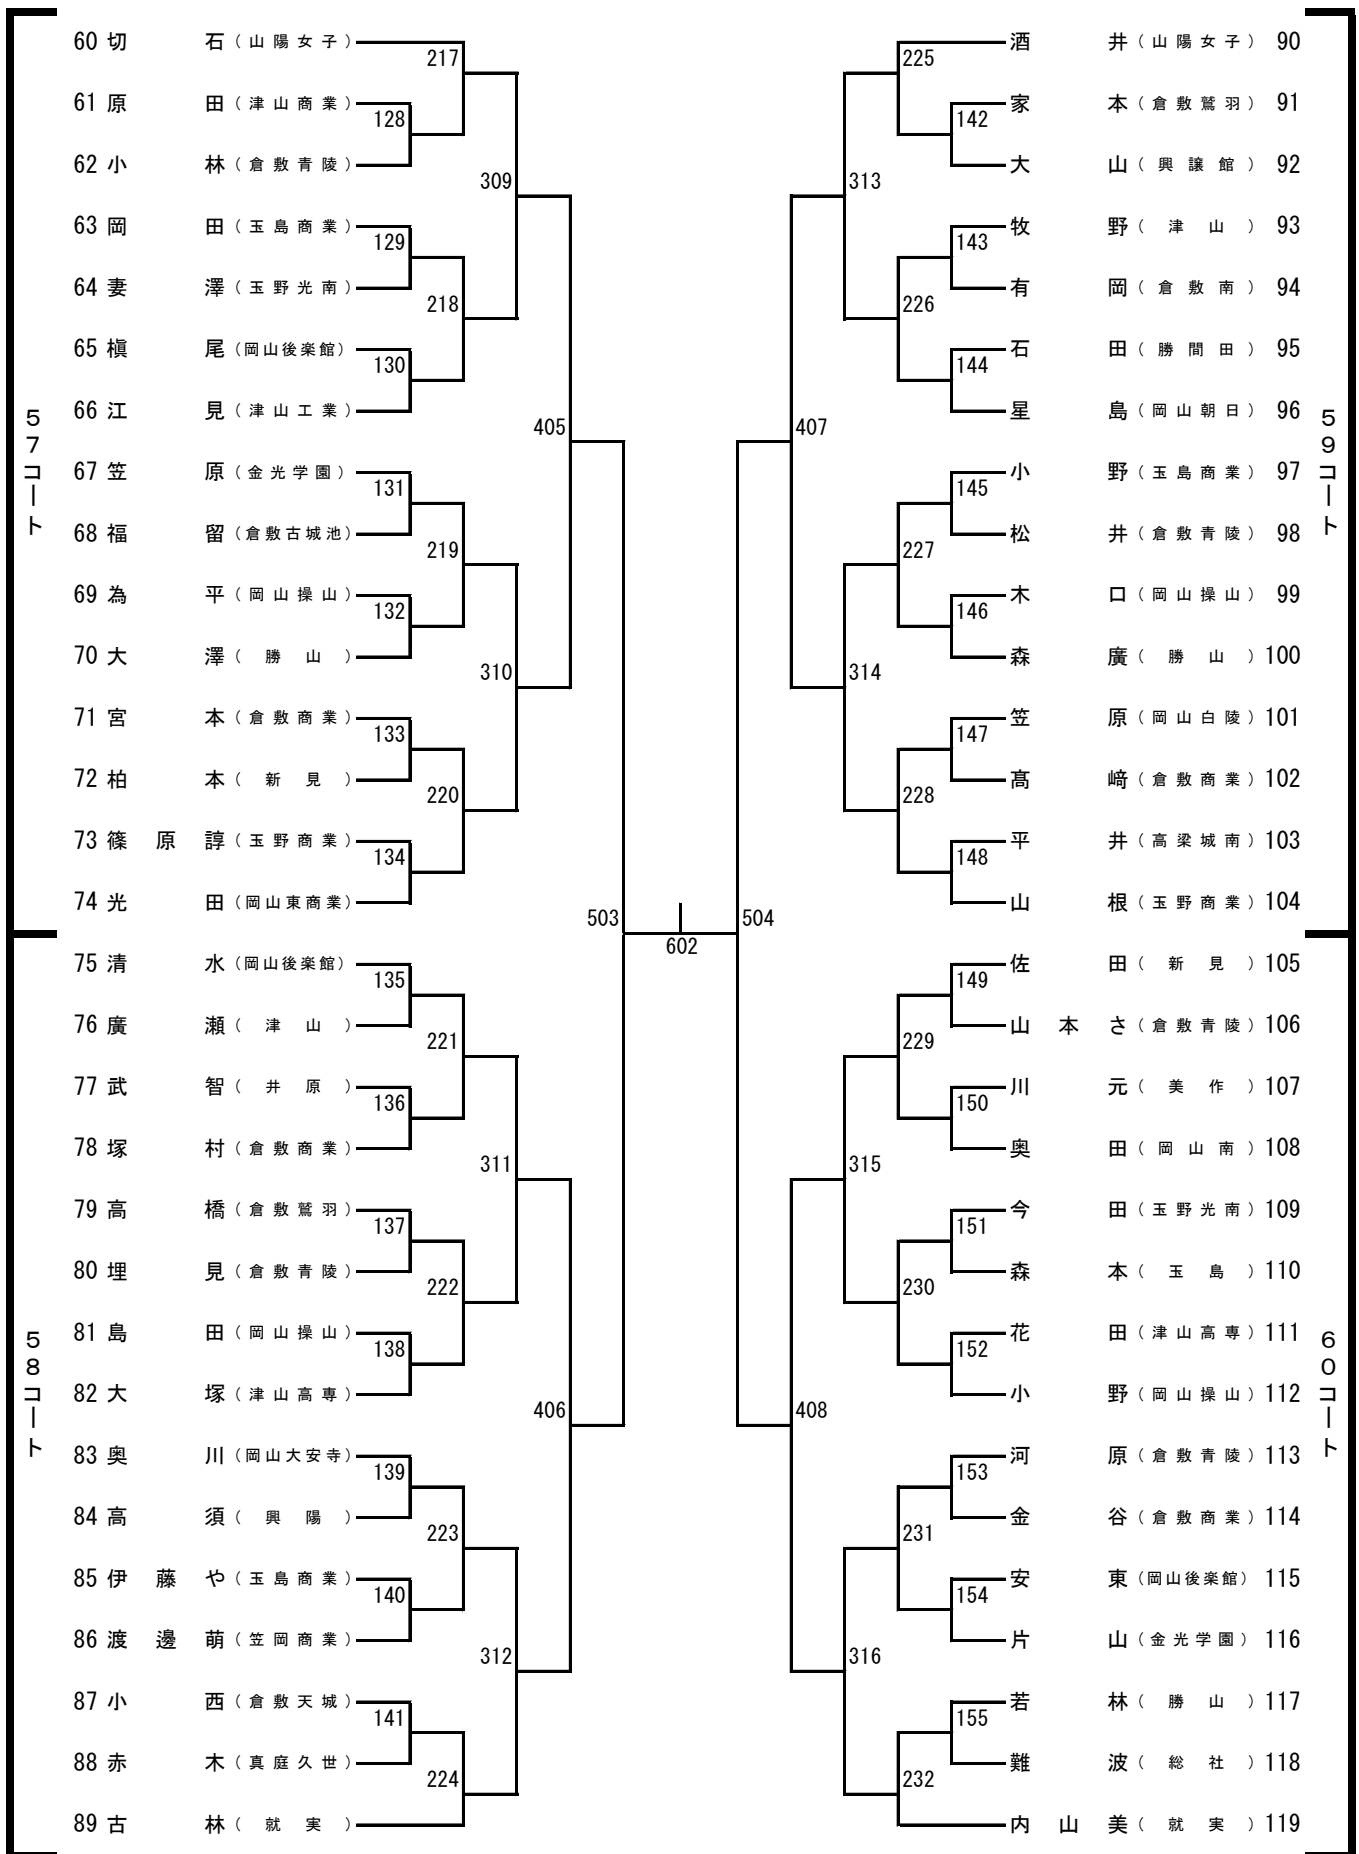 60 切石（山陽女子）
217
61 原田（津山商業）
128
62 小林（倉敷青陵）
309
63 岡田（玉島商業）
129
64 妻澤（玉野光南）
218
65 槇尾（岡山後楽館）
130
66 江見（津山工業）
405
57コート
67 笠原（金光学園）
131
68 福留（倉敷古城池）
219
69 為平（岡山操山）
132
70 大澤（勝山）
310
71 宮本（倉敷商業）
133
72 柏本（新見）
220
73 篠原諄（玉野商業）
134
74 光田（岡山東商業）
503
75 清水（岡山後楽館）
135
76 廣瀬（津山）
221
77 武智（井原）
136
78 塚村（倉敷商業）
311
79 高橋（倉敷鷲羽）
137
80 埋見（倉敷青陵）
222
81 島田（岡山操山）
138
82 大塚（津山高専）
406
58コート
83 奥川（岡山大安寺）
139
84 高須（興陽）
223
85 伊藤や（玉島商業）
140
86 渡邊萌（笠岡商業）
312
87 小西（倉敷天城）
141
88 赤木（真庭久世）
224
89 古林（就実）
602
酒井（山陽女子）90
225
家本（倉敷鷲羽）91
142
大山（興譲館）92
313
牧野（津山）93
143
有岡（倉敷南）94
226
石田（勝間田）95
144
星島（岡山朝日）96
407
59コート
小野（玉島商業）97
145
松井（倉敷青陵）98
227
木口（岡山操山）99
146
森廣（勝山）100
314
笠原（岡山白陵）101
147
髙﨑（倉敷商業）102
228
平井（高梁城南）103
148
山根（玉野商業）104
504
佐田（新見）105
149
山本さ（倉敷青陵）106
229
川元（美作）107
150
奥田（岡山南）108
315
今田（玉野光南）109
151
森本（玉島）110
230
花田（津山高専）111
152
小野（岡山操山）112
408
60コート
河原（倉敷青陵）113
153
金谷（倉敷商業）114
231
安東（岡山後楽館）115
154
片山（金光学園）116
316
若林（勝山）117
155
難波（総社）118
232
内山美（就実）119